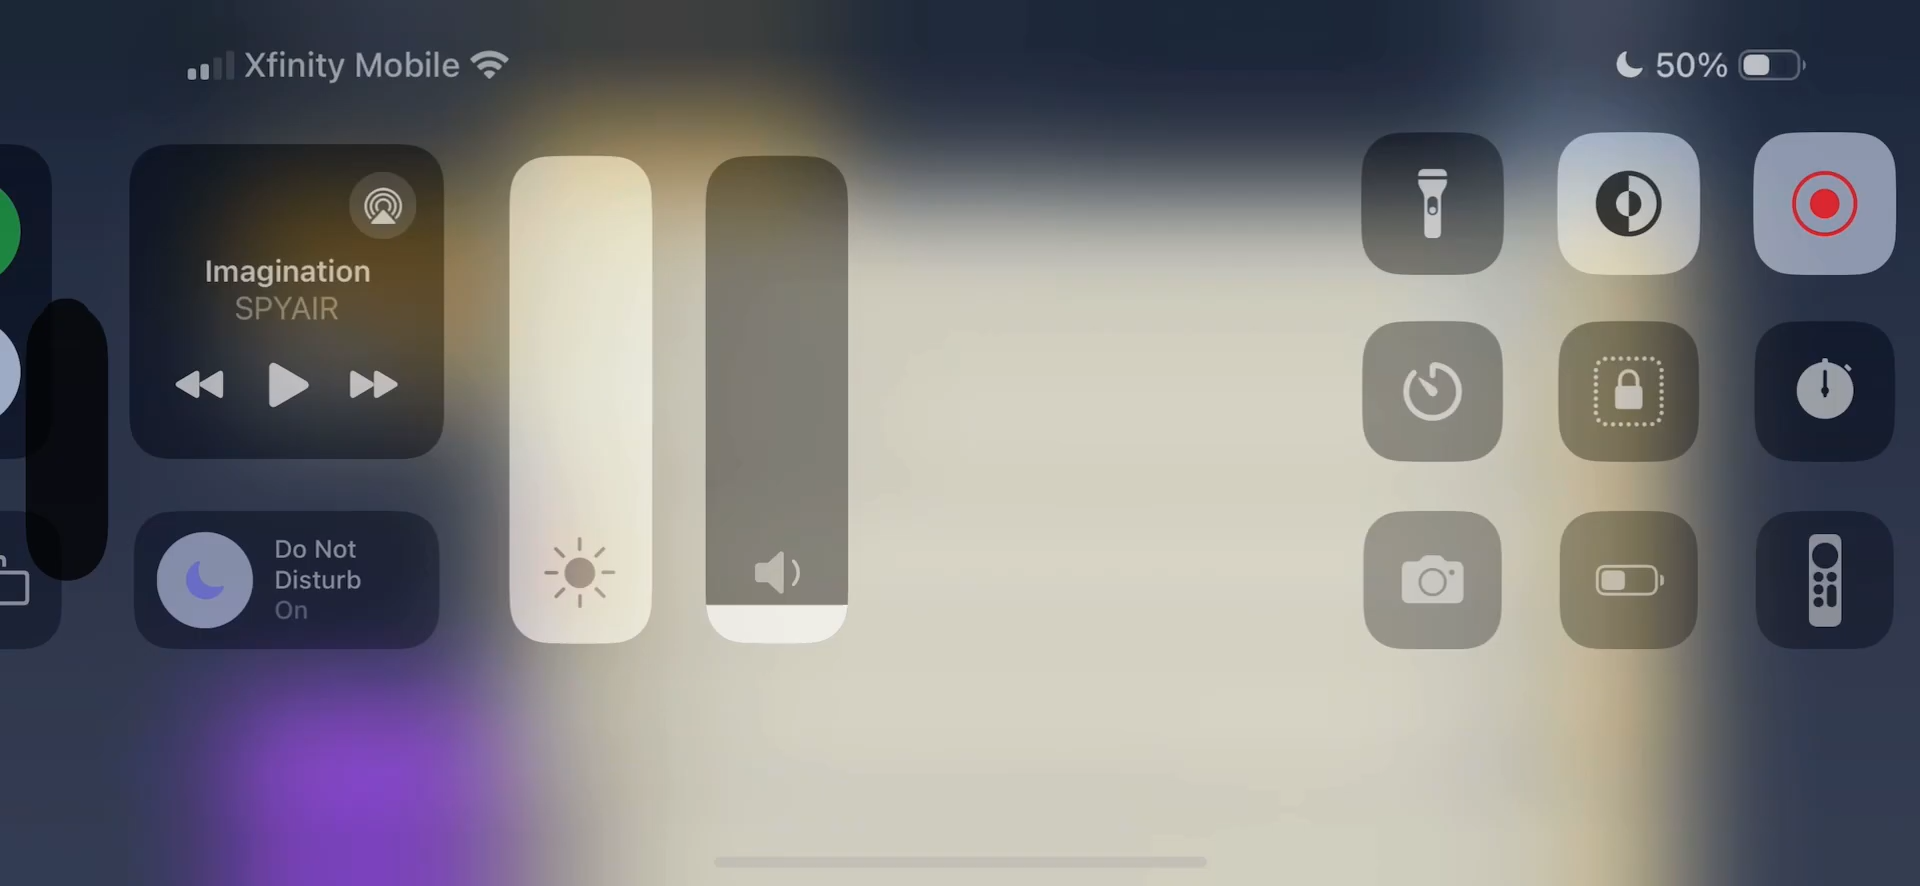 Xfinity Mobile
50%
Imagination
SPYAIR
Do Not
Disturb
On